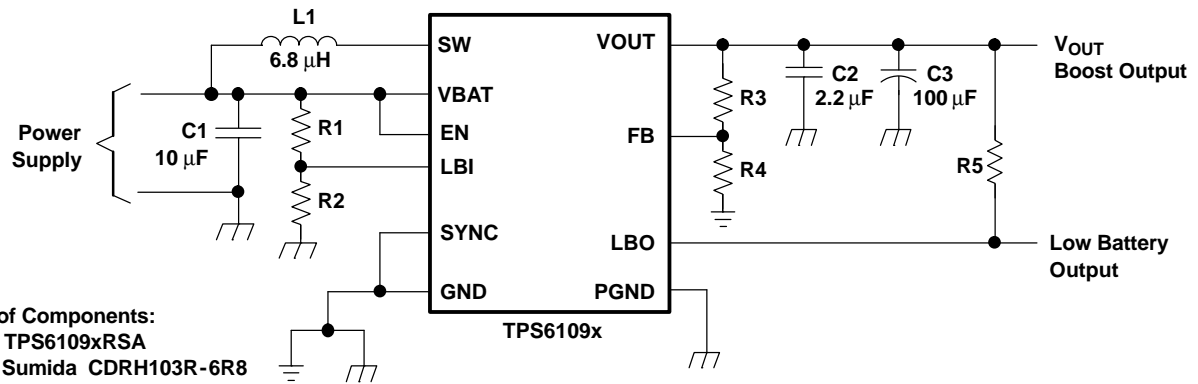 L1
6.8 μH
SW
VBAT
EN
LBI
SYNC
GND
VOUT
FB
LBO
PGND
TPS6109x
Power
Supply
C1
10 μF
R1
R2
R3
R4
C2
2.2 μF
C3
100 μF
R5
VOUT
Boost Output
Low Battery
Output
of Components:
TPS6109xRSA
Sumida CDRH103R-6R8